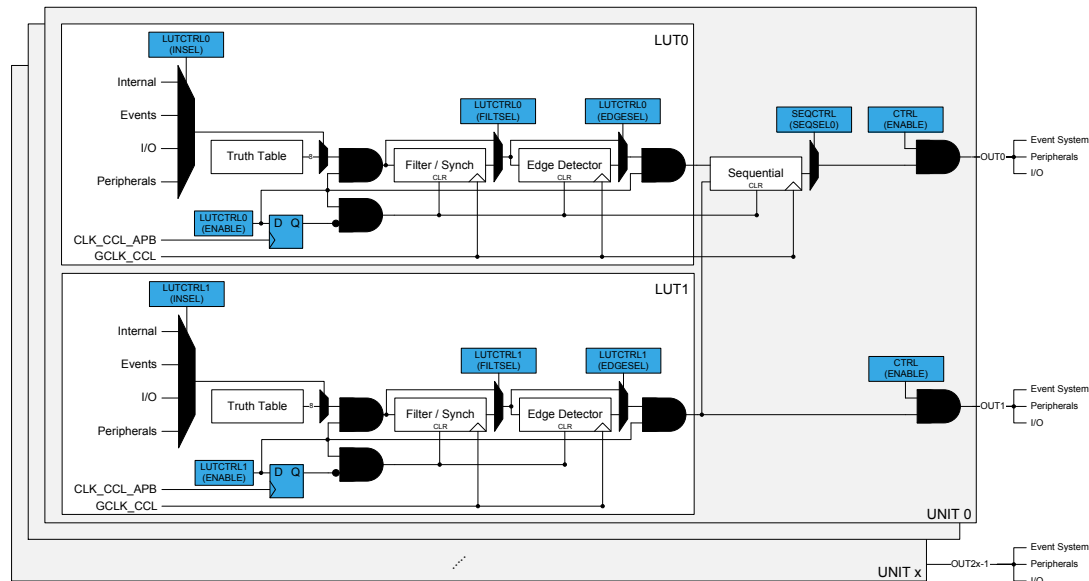 UNIT 0
LUT0
LUTCTRL0
(INSEL)
Internal
Events
I/O
Peripherals
Truth Table
8
LUTCTRL0
(FILTSEL)
LUTCTRL0
(EDGESEL)
SEQCTRL
(SEQSEL0)
CTRL
(ENABLE)
Filter / Synch
CLR
Edge Detector
CLR
Sequential
CLR
OUT0
Event System
Peripherals
I/O
LUTCTRL0
(ENABLE)
D Q
CLK_CCL_APB
GCLK_CCL
LUT1
LUTCTRL1
(INSEL)
Internal
Events
I/O
Peripherals
Truth Table
8
LUTCTRL1
(FILTSEL)
LUTCTRL1
(EDGESEL)
CTRL
(ENABLE)
Filter / Synch
CLR
Edge Detector
CLR
OUT1
Event System
Peripherals
I/O
LUTCTRL1
(ENABLE)
D Q
CLK_CCL_APB
GCLK_CCL
.....
UNIT x
OUT2x-1
Event System
Peripherals
I/O